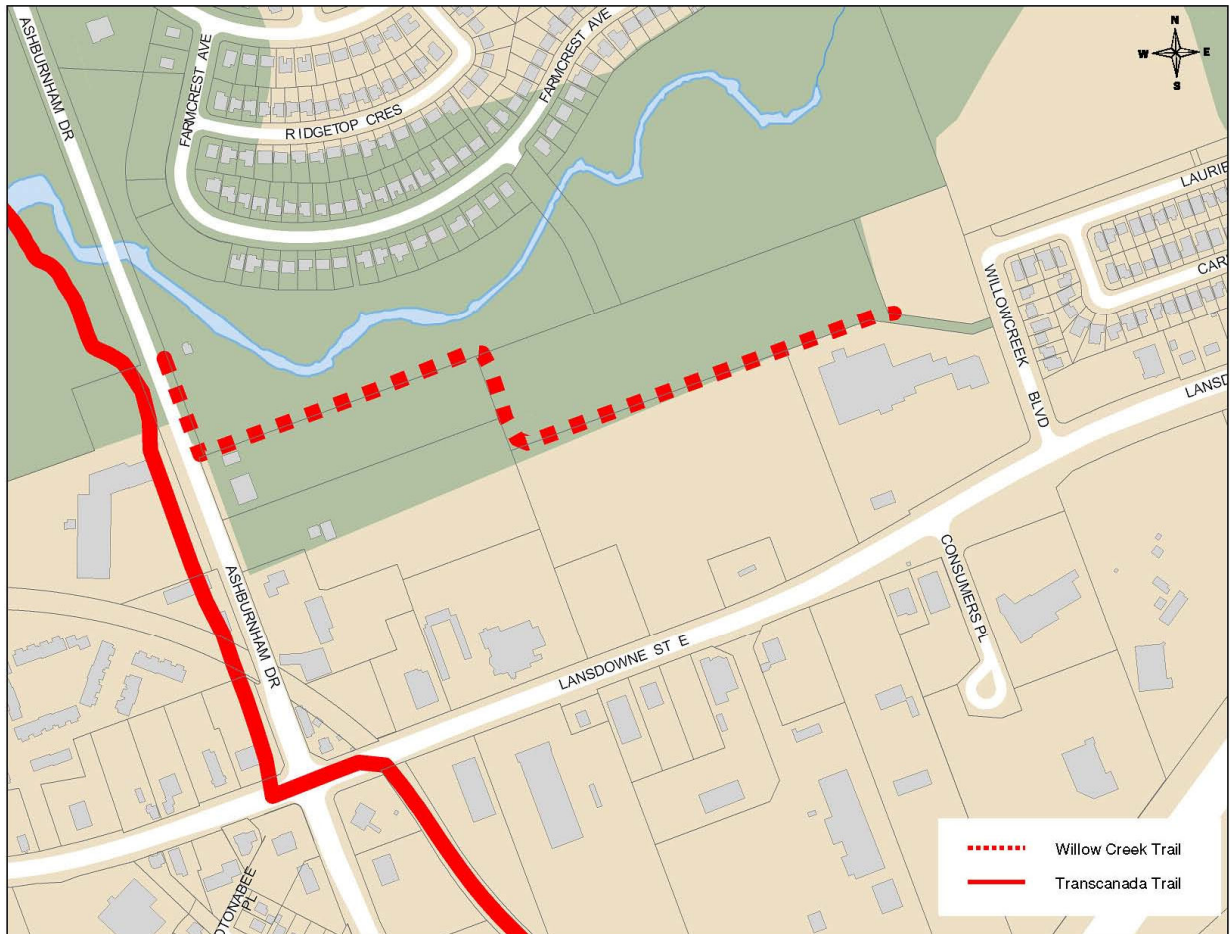 N
W E
S
ASHBURNHAM DR
FARMCREST AVE
FARMCREST AVE
RIDGETOP CRES
LAURIE
CAR
WILLOWCREEK BLVD
LANSD
CONSUMERS PL
ASHBURNHAM DR
LANSDOWNE ST E
OTONABEE
PL
Willow Creek Trail
Transcanada Trail